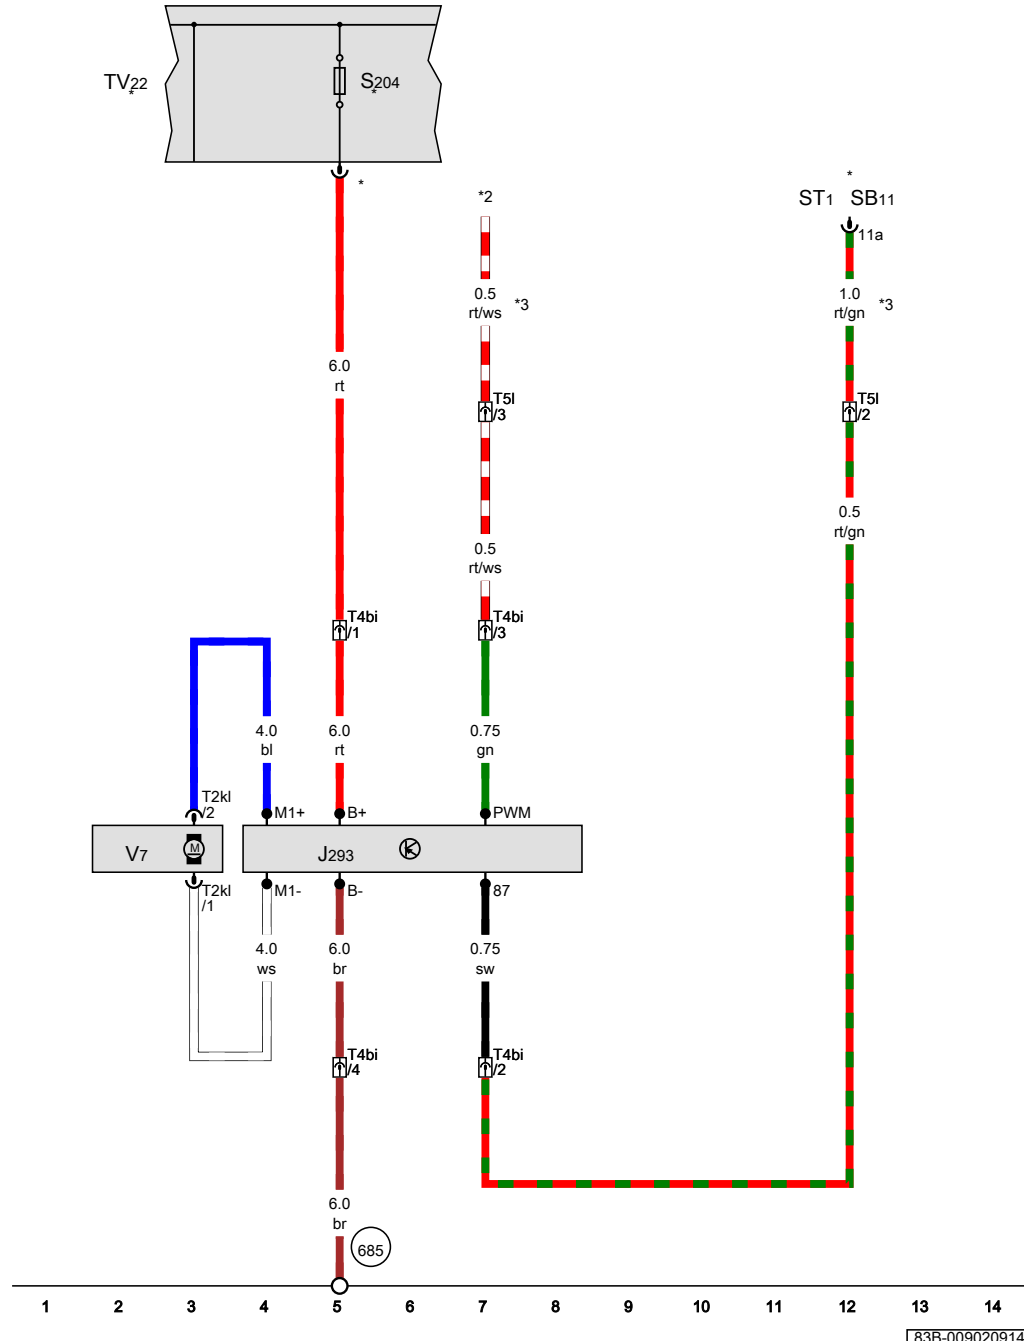 TV22
*
S204
*
*
*2
*
ST1 SB11
11a
0.5
rt/ws
*3
1.0
rt/gn
*3
6.0
rt
T5l
/3
T5l
/2
0.5
rt/gn
0.5
rt/ws
T4bi
/1
T4bi
/3
4.0
bl
6.0
rt
0.75
gn
T2kl
/2
M1+
B+
PWM
V7
M
J293
T2kl
/1
M1-
B-
87
4.0
ws
6.0
br
0.75
sw
T4bi
/4
T4bi
/2
6.0
br
685
1 2 3 4 5 6 7 8 9 10 11 12 13 14
83B-009020914